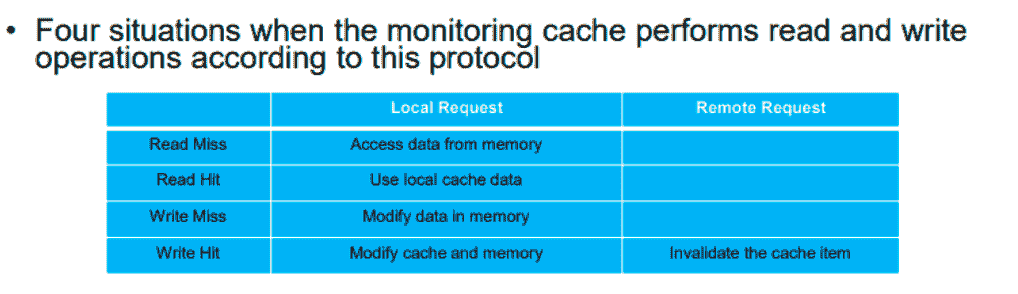 • Four situations when the monitoring cache performs read and write
operations according to this protocol
Local Request Remote Request
Read Miss Access data from memory
Read Hit Use local cache data
Write Miss Modify data in memory
Write Hit Modify cache and memory Invalidate the cache item